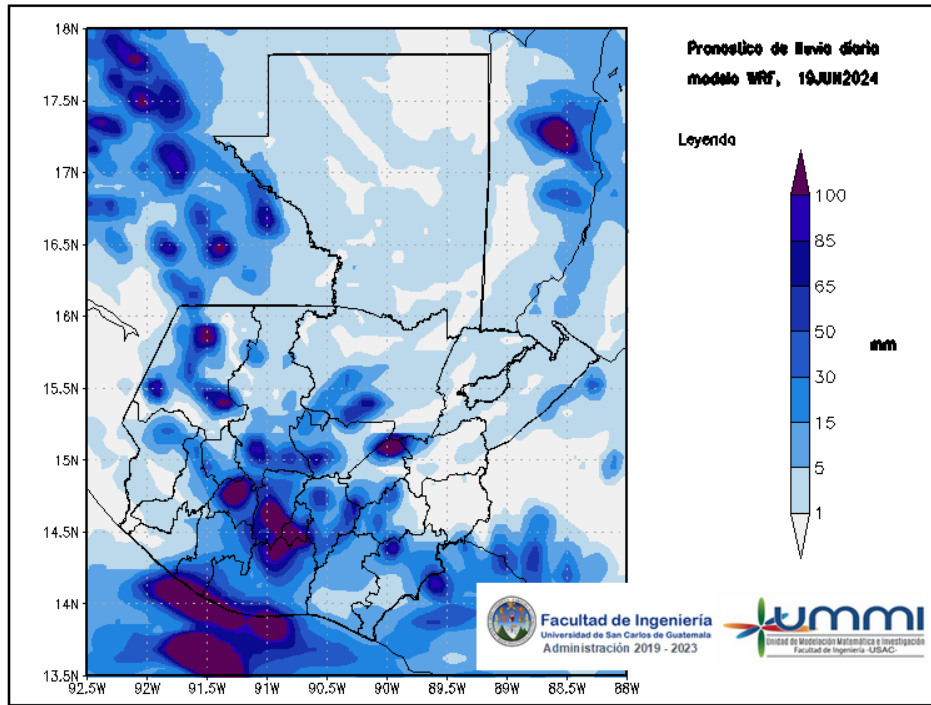 Pronostico de lluvia diaria
modelo WRF, 19JUN2024
Leyenda
100
85
65
50
30
15
5
1
mm
18N
17.5N
17N
16.5N
16N
15.5N
15N
14.5N
14N
13.5N
92.5W 92W 91.5W 91W 90.5W 90W 89.5W 89W 88.5W 88W
Facultad de Ingeniería
Universidad de San Carlos de Guatemala
Administración 2019 - 2023
ummi
Unidad de Modelación Matemática e Investigación
Facultad de Ingeniería -USAC-